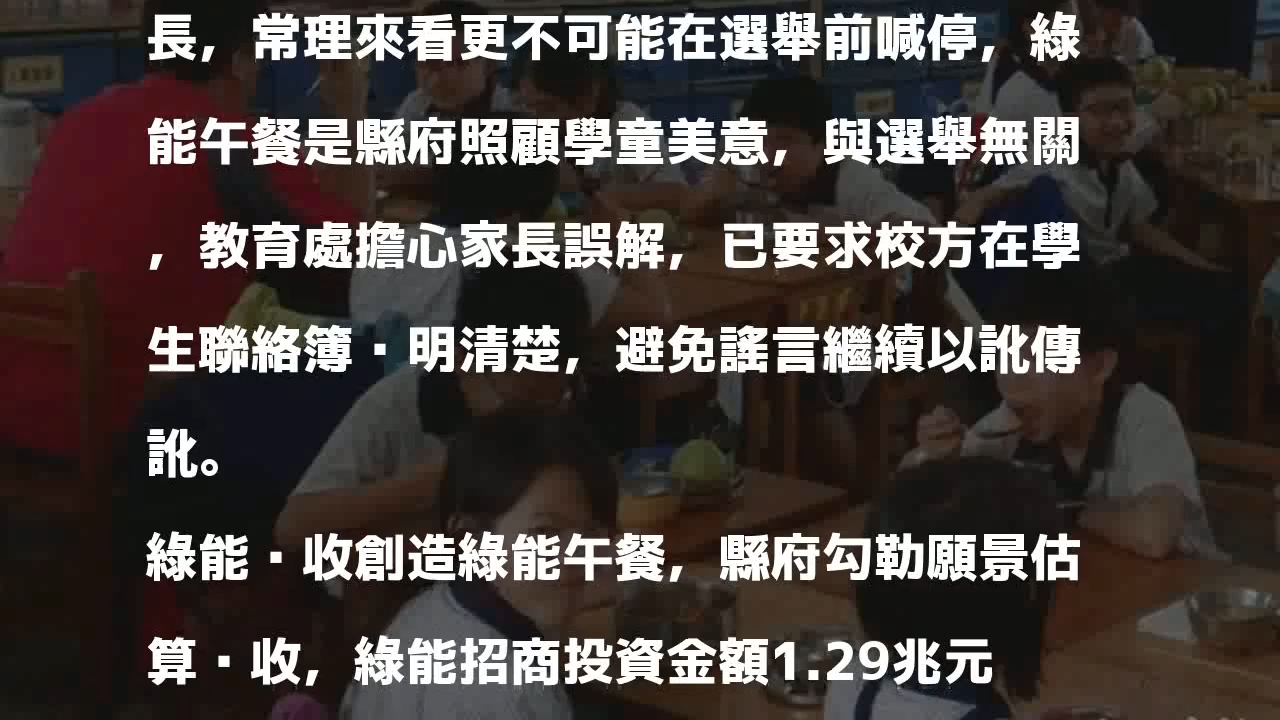 長，常理來看更不可能在選舉前喊停，綠
能午餐是縣府照顧學童美意，與選舉無關
，教育處擔心家長誤解，已要求校方在學
生聯絡簿▪明清楚，避免謠言繼續以訛傳
訛。
綠能▪收創造綠能午餐，縣府勾勒願景估
算▪收，綠能招商投資金額1.29兆元